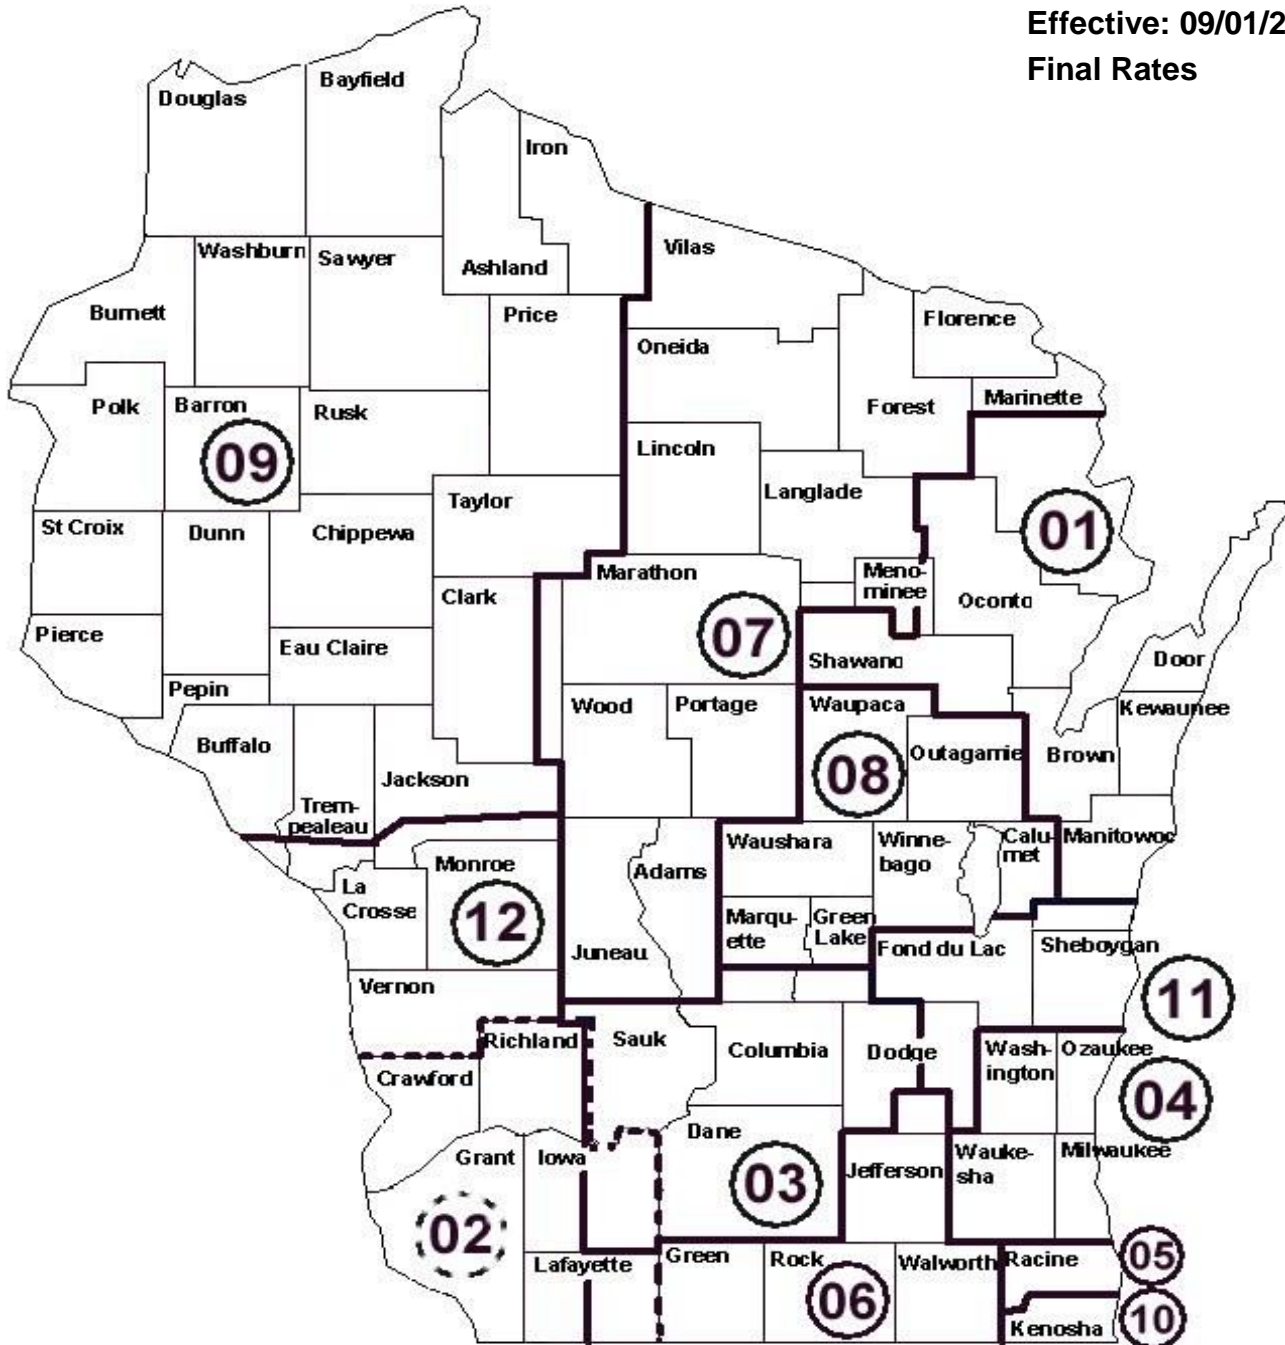 Effective: 09/01/2
Final Rates
Bayfield
Douglas
Iron
Washburn
Sawyer
Vilas
Ashland
Burnett
Price
Florence
Oneida
Polk
Barron
Rusk
Forest
Marinette
09
Lincoln
Langlade
Taylor
St Croix
Dunn
Chippewa
01
Marathon
Meno-
minee
Clark
Oconto
Pierce
Eau Claire
07
Shawano
Door
Pepin
Wood
Portage
Waupaca
Kewaunee
Buffalo
Outagamie
Brown
08
Jackson
Trem-
pealeau
Waushara
Winne-
bago
Calu-
met
Manitowoc
Monroe
Adams
La
Crosse
12
Marqu-
ette
Green
Lake
Juneau
Fond du Lac
Sheboygan
Vernon
11
Richland
Sauk
Columbia
Dodge
Wash-
ington
Ozaukee
Crawford
04
Dane
Grant
Iowa
Jefferson
Wauke-
sha
Milwaukee
03
02
Lafayette
Green
Rock
Walworth
Racine
05
06
Kenosha
10